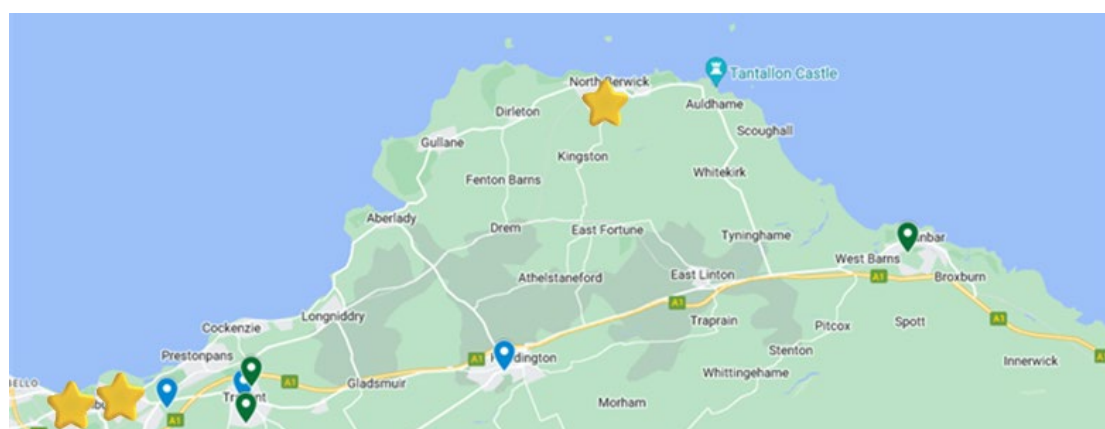 North Berwick
Tantallon Castle
Dirleton
Auldhame
Scoughall
Gullane
Kingston
Whitekirk
Fenton Barns
Aberlady
Drem
East Fortune
Tyninghame
West Barns
Athelstaneford
East Linton
A1
Broxburn
A1
Longniddry
Traprain
Pitcox
Spott
A1
Cockenzie
Prestonpans
A1
Stenton
Innerwick
A1
Gladsmuir
A1
Whittingehame
Morham
A1